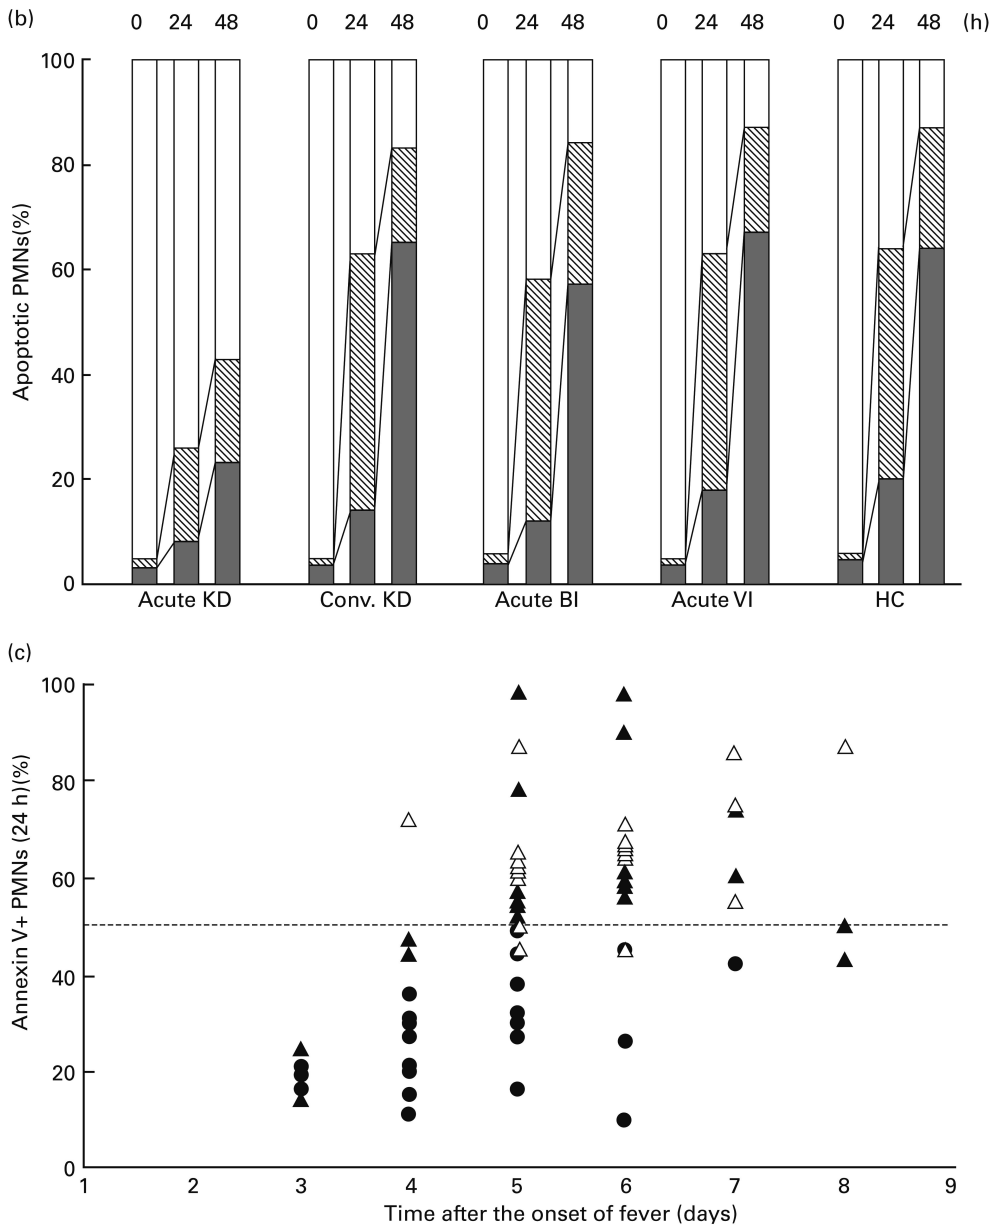 (b)
0 24 48 0 24 48 0 24 48 0 24 48 0 24 48 (h)
100
80
60
40
20
0
Apoptotic PMNs(%)
Acute KD Conv. KD Acute BI Acute VI HC
(c)
100
80
60
40
20
0
Annexin V+ PMNs (24 h)(%)
1 2 3 4 5 6 7 8 9
Time after the onset of fever (days)